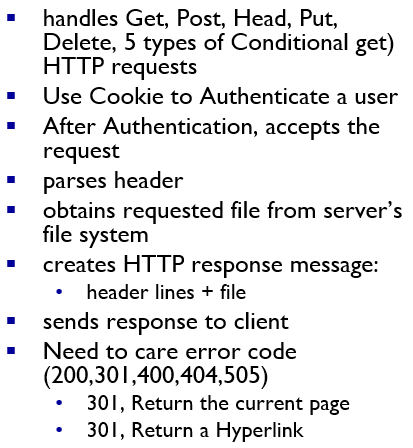 ▪ handles Get, Post, Head, Put,
Delete, 5 types of Conditional get)
HTTP requests
▪ Use Cookie to Authenticate a user
▪ After Authentication, accepts the
request
▪ parses header
▪ obtains requested file from server's
file system
▪ creates HTTP response message:
• header lines + file
▪ sends response to client
▪ Need to care error code
(200,301,400,404,505)
• 301, Return the current page
• 301, Return a Hyperlink